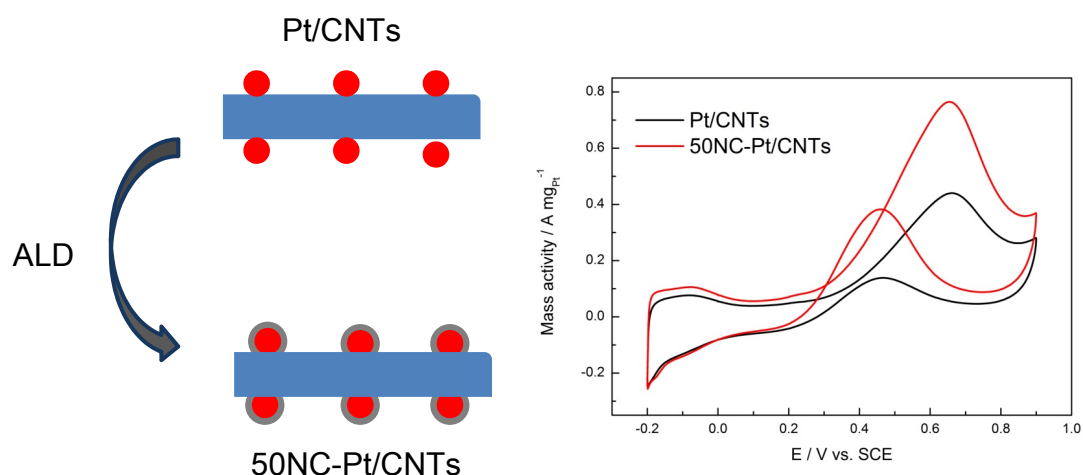 Pt/CNTs
ALD
50NC-Pt/CNTs
Pt/CNTs
50NC-Pt/CNTs
Mass activity / A mg_Pt^-1
0.8
0.6
0.4
0.2
0.0
-0.2
-0.2 0.0 0.2 0.4 0.6 0.8 1.0
E / V vs. SCE